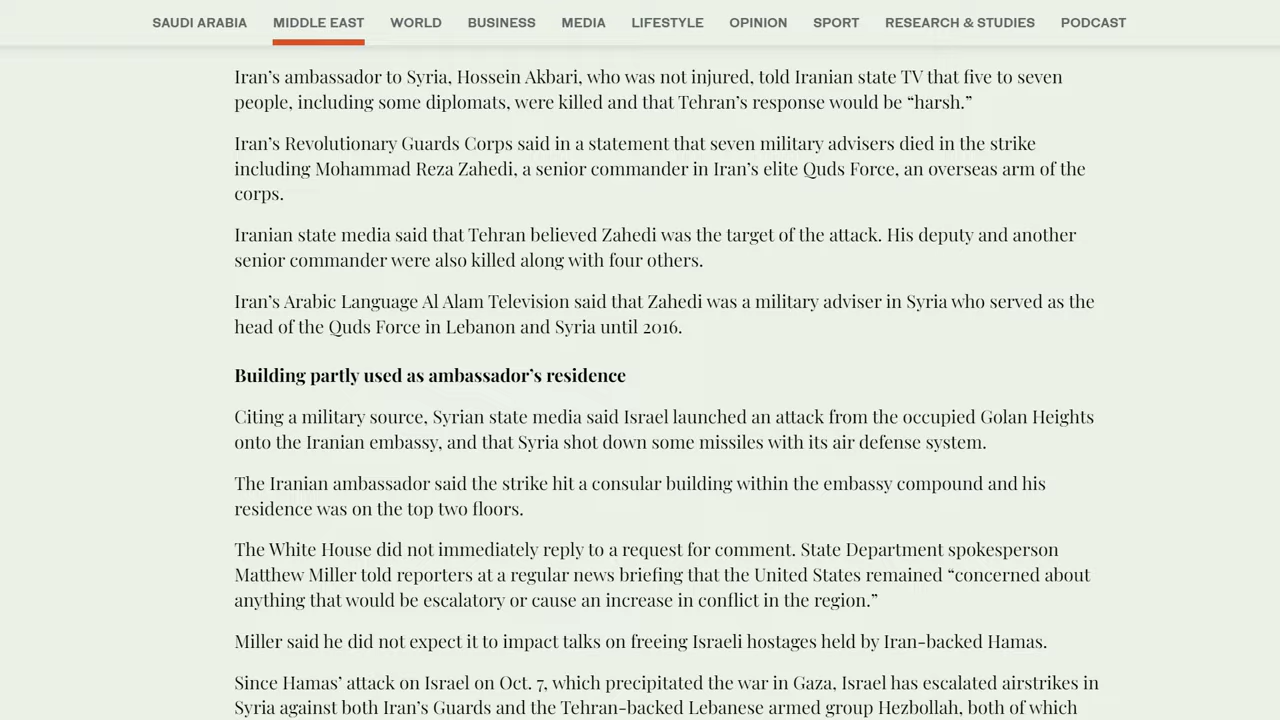 SAUDI ARABIA MIDDLE EAST WORLD BUSINESS MEDIA LIFESTYLE OPINION SPORT RESEARCH & STUDIES PODCAST
Iran’s ambassador to Syria, Hossein Akbari, who was not injured, told Iranian state TV that five to seven
people, including some diplomats, were killed and that Tehran’s response would be “harsh.”
Iran’s Revolutionary Guards Corps said in a statement that seven military advisers died in the strike
including Mohammad Reza Zahedi, a senior commander in Iran’s elite Quds Force, an overseas arm of the
corps.
Iranian state media said that Tehran believed Zahedi was the target of the attack. His deputy and another
senior commander were also killed along with four others.
Iran’s Arabic Language Al Alam Television said that Zahedi was a military adviser in Syria who served as the
head of the Quds Force in Lebanon and Syria until 2016.
Building partly used as ambassador’s residence
Citing a military source, Syrian state media said Israel launched an attack from the occupied Golan Heights
onto the Iranian embassy, and that Syria shot down some missiles with its air defense system.
The Iranian ambassador said the strike hit a consular building within the embassy compound and his
residence was on the top two floors.
The White House did not immediately reply to a request for comment. State Department spokesperson
Matthew Miller told reporters at a regular news briefing that the United States remained “concerned about
anything that would be escalatory or cause an increase in conflict in the region.”
Miller said he did not expect it to impact talks on freeing Israeli hostages held by Iran-backed Hamas.
Since Hamas’ attack on Israel on Oct. 7, which precipitated the war in Gaza, Israel has escalated airstrikes in
Syria against both Iran’s Guards and the Tehran-backed Lebanese armed group Hezbollah, both of which